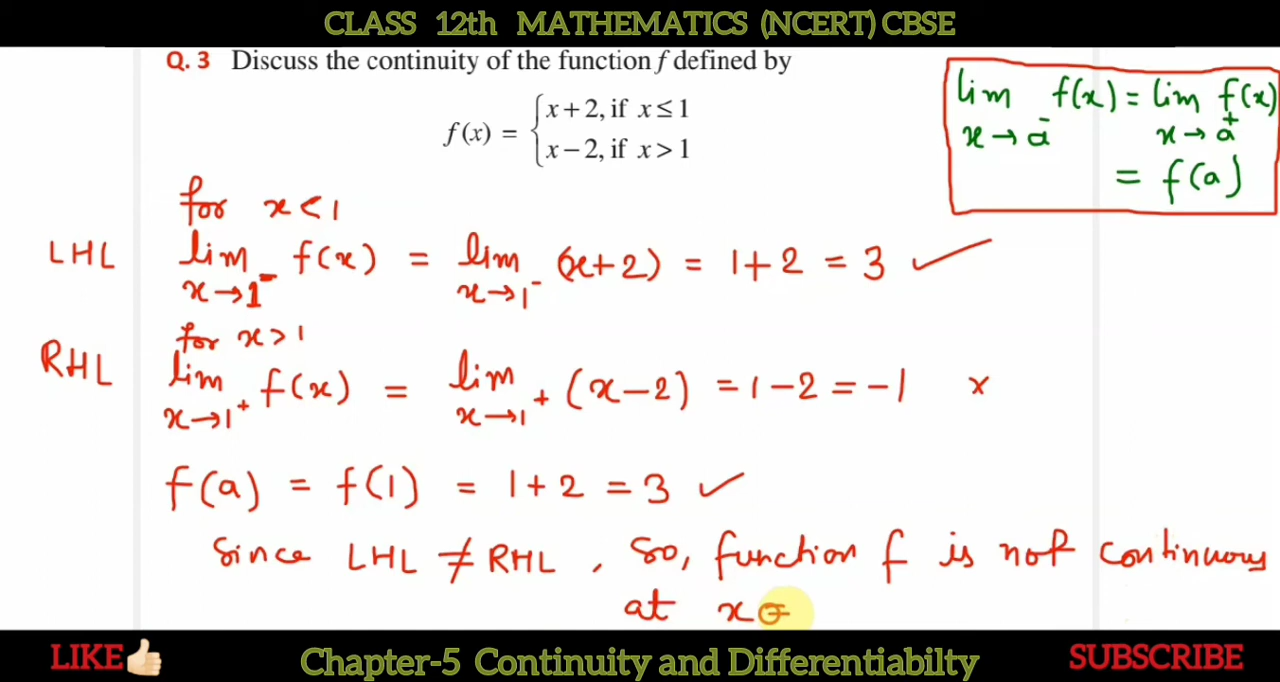 CLASS 12th MATHEMATICS (NCERT) CBSE
Q. 3 Discuss the continuity of the function f defined by
f(x) = { x + 2, if x ≤ 1
x − 2, if x > 1
lim f(x) = lim f(x)
x → a⁻ x → a⁺
= f(a)
for x < 1
LHL lim f(x) = lim (x+2) = 1+2 = 3 ✓
x→1⁻ x→1⁻
for x > 1
RHL lim f(x) = lim (x−2) = 1−2 = −1 ×
x→1⁺ x→1⁺
f(a) = f(1) = 1+2 = 3 ✓
Since LHL ≠ RHL, So, function f is not continuous
at x =
LIKE Chapter-5 Continuity and Differentiabilty SUBSCRIBE